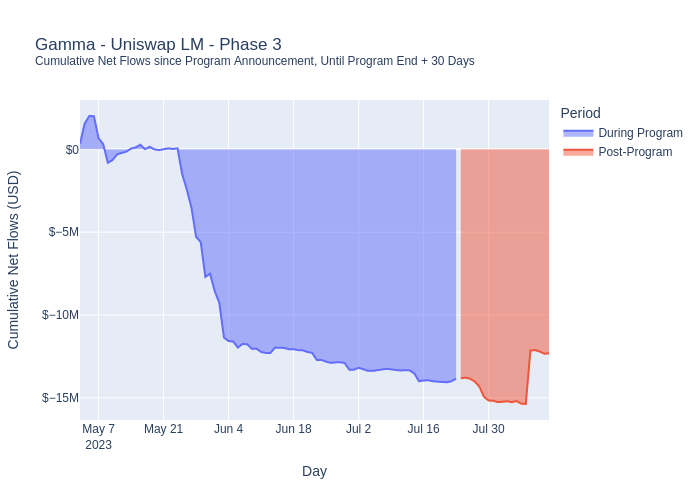 Gamma - Uniswap LM - Phase 3
Cumulative Net Flows since Program Announcement, Until Program End + 30 Days
Period
During Program
Post-Program
Cumulative Net Flows (USD)
$0
$−5M
$−10M
$−15M
May 7
2023
May 21
Jun 4
Jun 18
Jul 2
Jul 16
Jul 30
Day